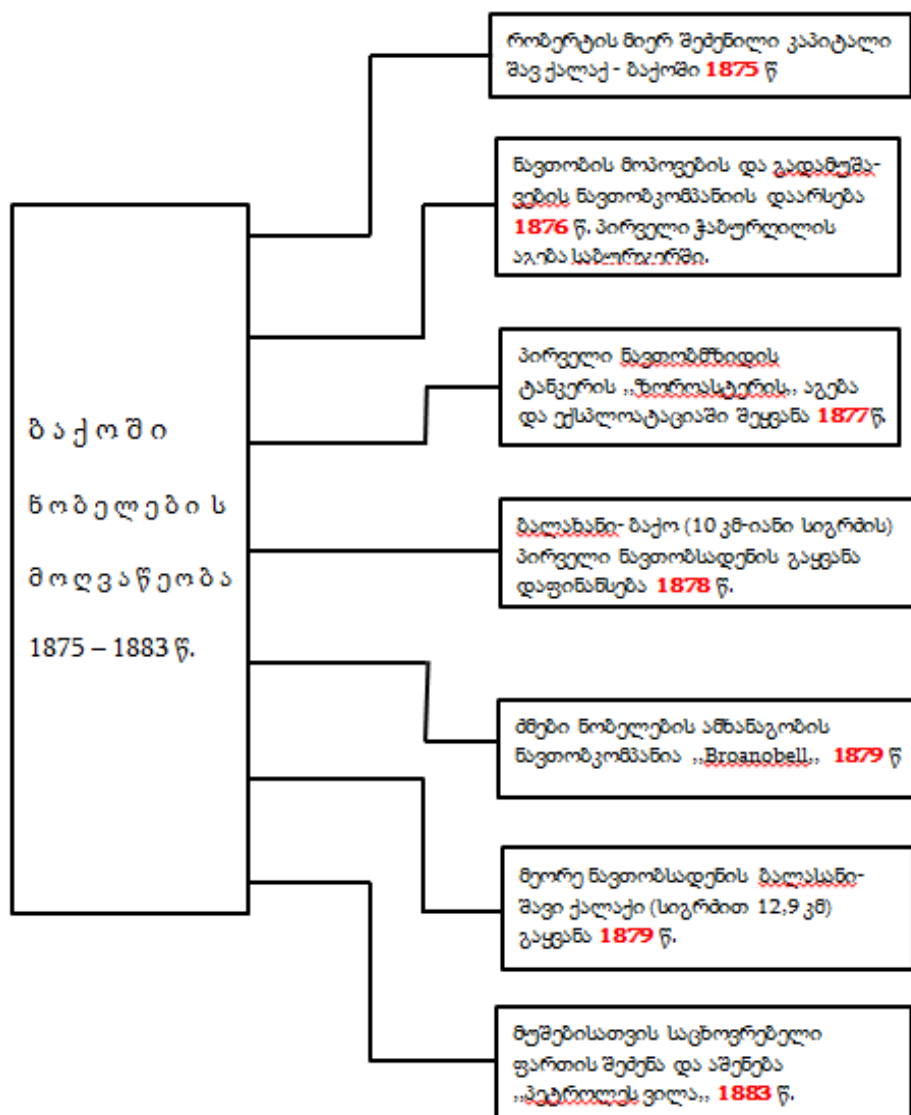 ბაქოში
ნობელების
მოღვაწეობა
1875 – 1883 წ.
რობერტის მიერ შეძენილი კაპიტალი
შავ ქალაქ - ბაქოში 1875 წ
ნავთობის მოპოვების და გადამუშა-
ვების ნავთობკომპანიის დაარსება
1876 წ. პირველი ჭაბურღილის
აგება საბურჯერში.
პირველი ნავთობმზიდის
ტანკერის ,,ზოროასტერის,, აგება
და ექსპლოატაციაში შეყვანა 1877 წ.
ბალახანი- ბაქო (10 კმ-იანი სიგრძის)
პირველი ნავთობსადენის გაყვანა
დაფინანსება 1878 წ.
ძმები ნობელების ამხანაგობის
ნავთობკომპანია ,,Broanobell,, 1879 წ
მეორე ნავთობსადენის ბალასანი-
შავი ქალაქი (სიგრძით 12,9 კმ)
გაყვანა 1879 წ.
მუშებისათვის საცხოვრებელი
ფართის შეძენა და აშენება
,,პეტროლეს ვილა,, 1883 წ.